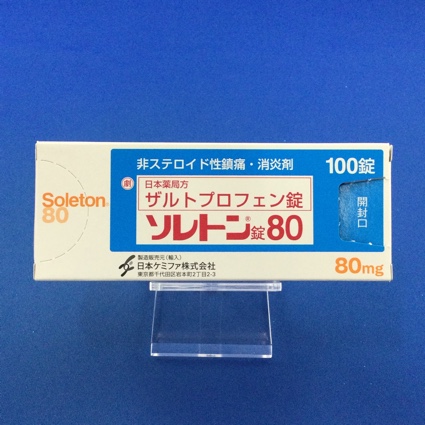 非ステロイド性鎮痛・消炎剤 100錠
劇 日本薬局方
ザルトプロフェン錠
ソレトン®錠80
Soleton®
80
開封口
製造販売元(輸入)
日本ケミファ株式会社
東京都千代田区岩本町2丁目2-3
80mg